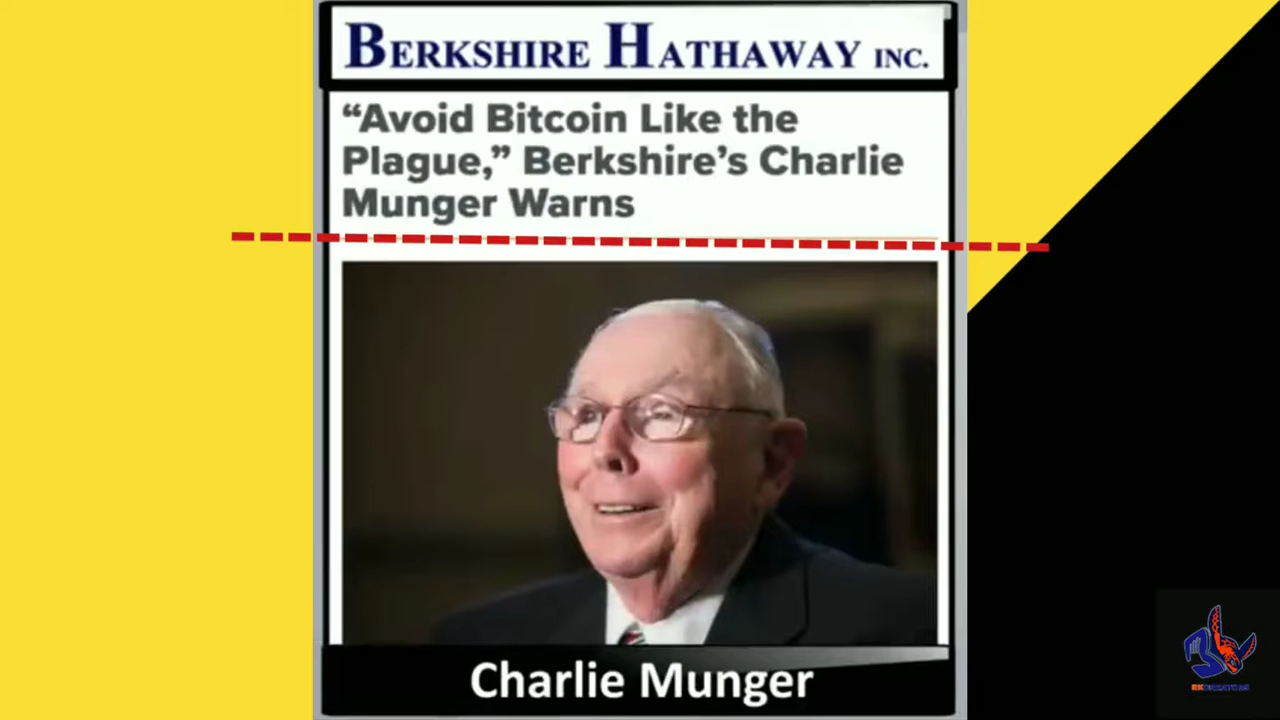 BERKSHIRE HATHAWAY INC.
“Avoid Bitcoin Like the
Plague,” Berkshire’s Charlie
Munger Warns
Charlie Munger